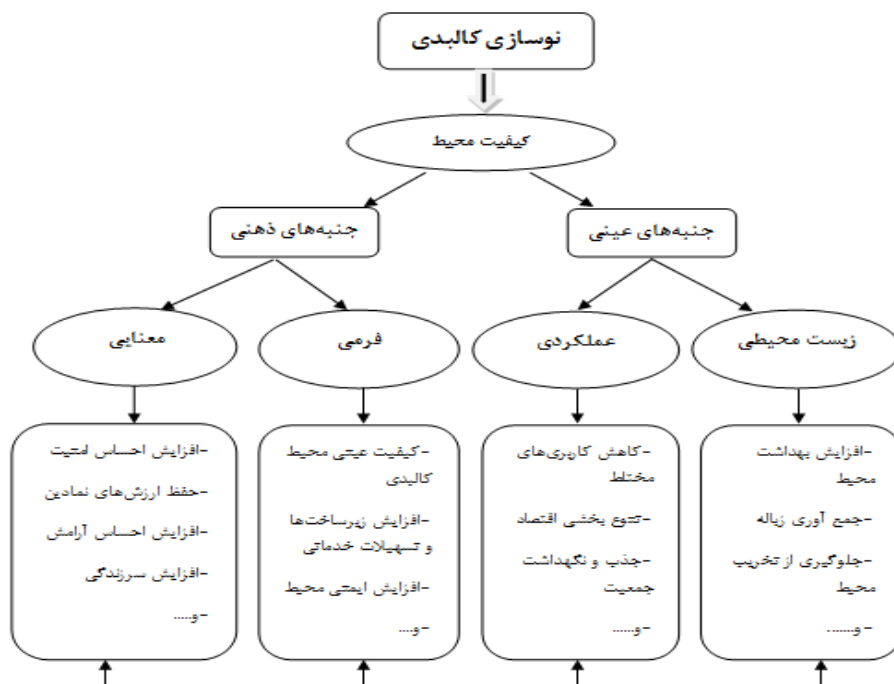 نوسازی کالبدی
کیفیت محیط
جنبه‌های عینی
جنبه‌های ذهنی
زیست محیطی
عملکردی
فرمی
معنایی
-افزایش بهداشت
محیط
-جمع آوری زباله
-جلوگیری از تخریب
محیط
-و.......
-کاهش کاربری‌های
مختلط
-تنوع بخشی اقتصاد
-جذب و نگهداشت
جمعیت
-و......
-کیفیت عینی محیط
کالبدی
-افزایش زیرساخت‌ها
و تسهیلات خدماتی
-افزایش ایمنی محیط
-و....
-افزایش احساس امنیت
-حفظ ارزش‌های نمادین
-افزایش احساس آرامش
-افزایش سرزندگی
-و.....